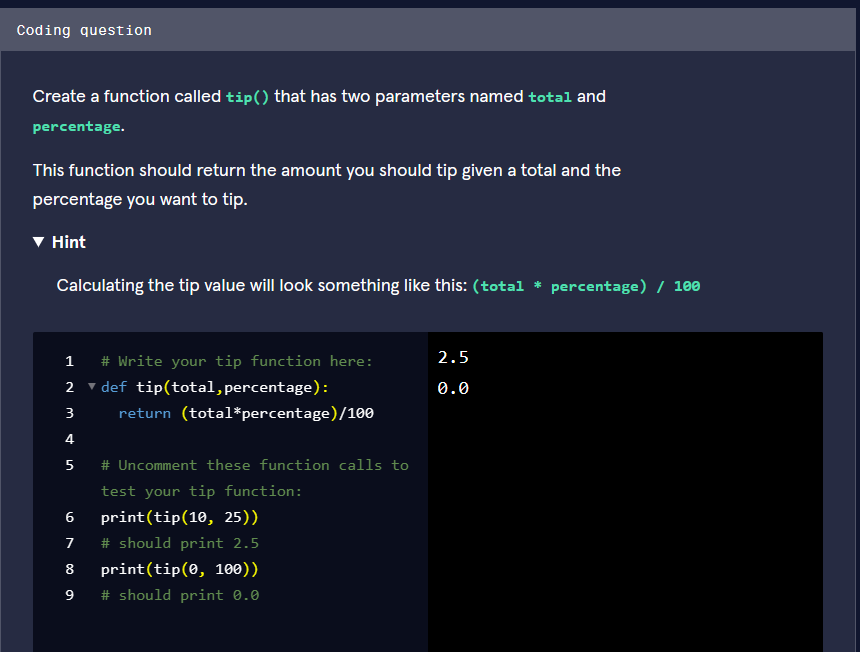 Coding question
Create a function called tip() that has two parameters named total and
percentage.
This function should return the amount you should tip given a total and the
percentage you want to tip.
▼ Hint
Calculating the tip value will look something like this: (total * percentage) / 100
1 # Write your tip function here:
2 ▼ def tip(total,percentage):
3 return (total*percentage)/100
4
5 # Uncomment these function calls to
test your tip function:
6 print(tip(10, 25))
7 # should print 2.5
8 print(tip(0, 100))
9 # should print 0.0
2.5
0.0